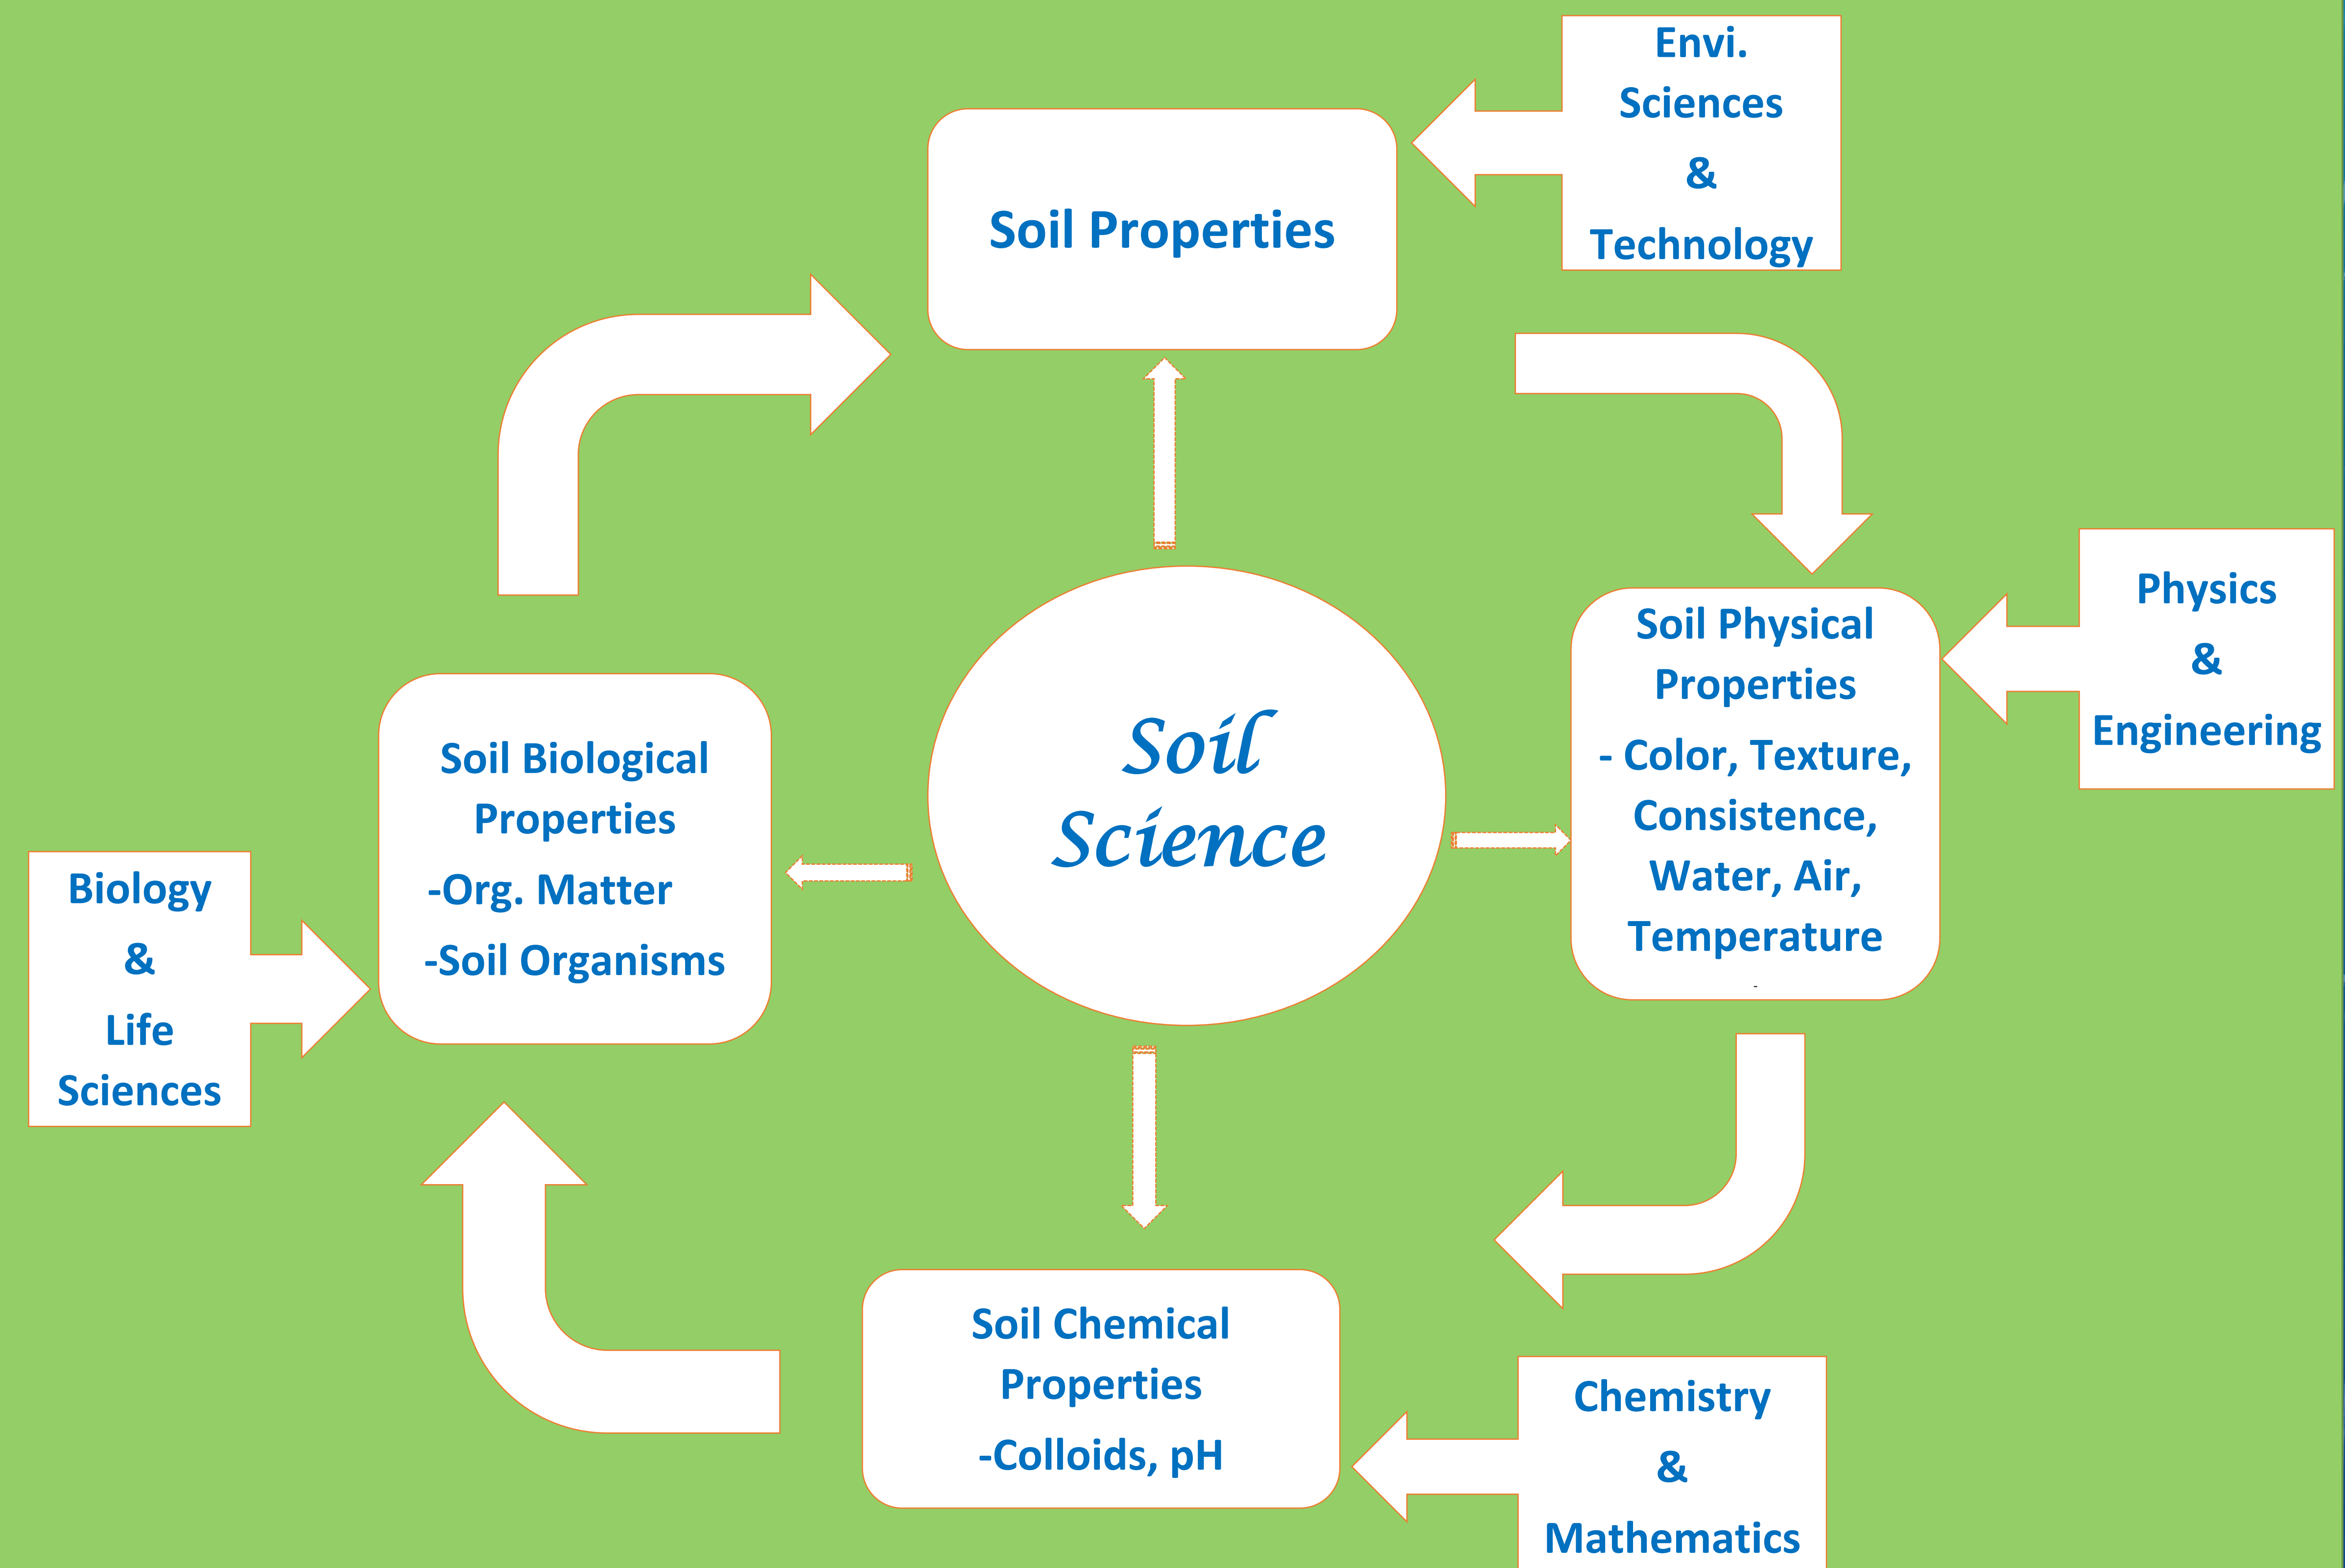 Envi.
Sciences
&
Technology
Soil Properties
Physics
&
Engineering
Soil Physical
Properties
- Color, Texture,
Consistence,
Water, Air,
Temperature
-
Soil
Science
Soil Biological
Properties
-Org. Matter
-Soil Organisms
Biology
&
Life
Sciences
Soil Chemical
Properties
-Colloids, pH
Chemistry
&
Mathematics